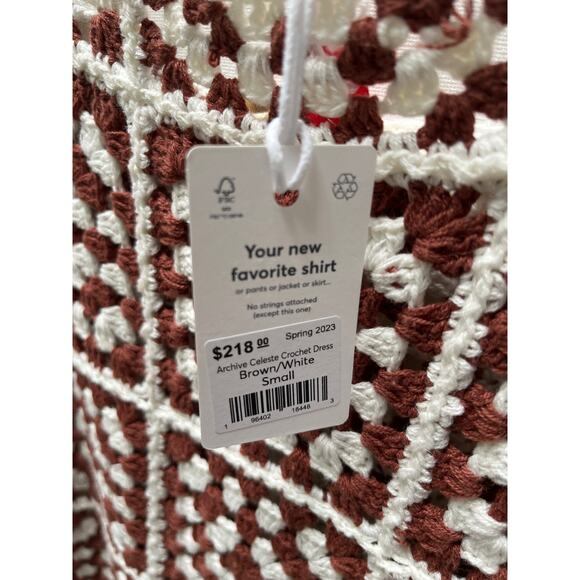 FSC
Your new
favorite shirt
or pants or jacket or skirt...
No strings attached
(except this one)
$218.00 Spring 2023
Archive Celeste Crochet Dress
Brown/White
Small
1 96402 18448 3